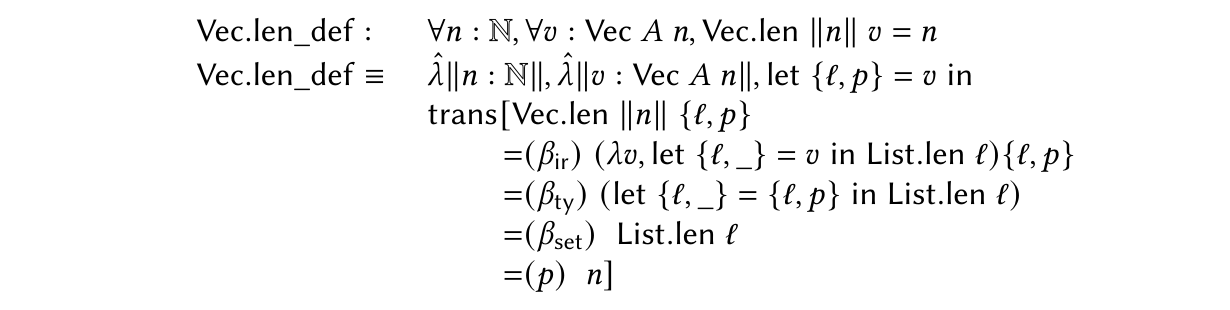 Vec.len_def : ∀n : ℕ, ∀v : Vec A n, Vec.len ∥n∥ v = n
Vec.len_def ≡ λ̂∥n : ℕ∥, λ̂∥v : Vec A n∥, let {ℓ, p} = v in
trans[Vec.len ∥n∥ {ℓ, p}
=(β_ir) (λv, let {ℓ, _} = v in List.len ℓ){ℓ, p}
=(β_ty) (let {ℓ, _} = {ℓ, p} in List.len ℓ)
=(β_set) List.len ℓ
=(p) n]